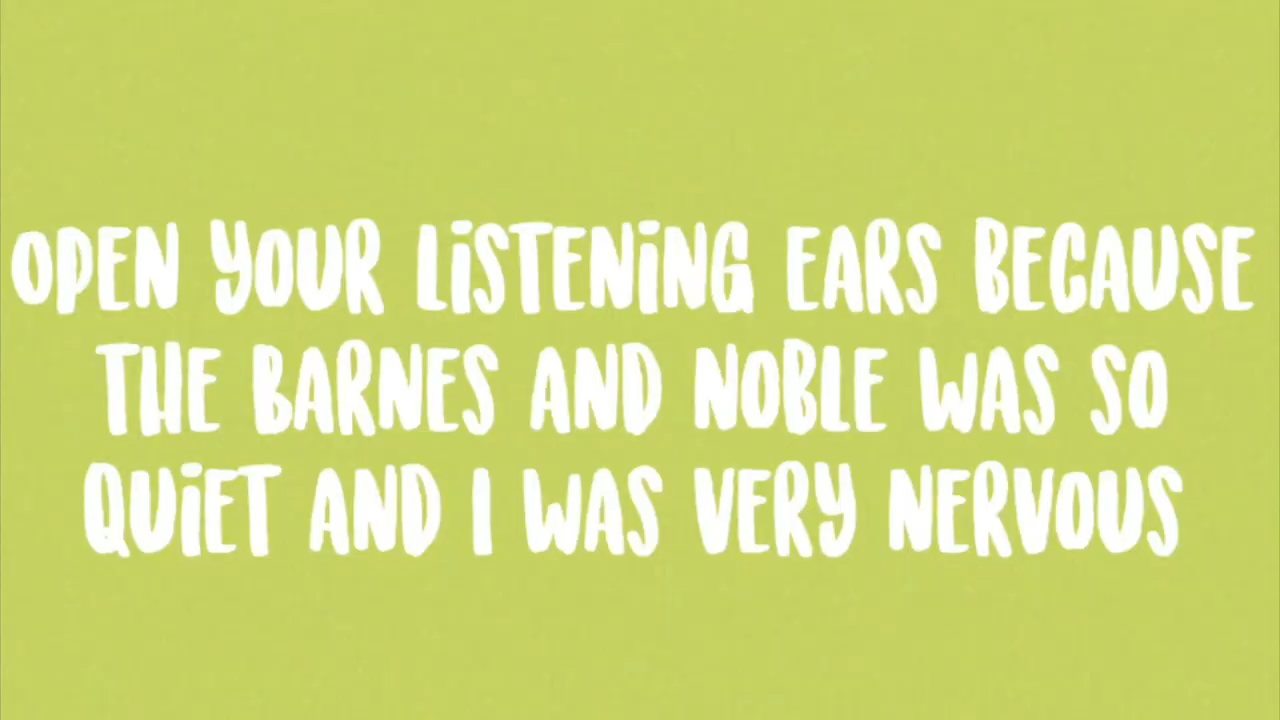 OPEN YOUR LISTENING EARS BECAUSE
THE BARNES AND NOBLE WAS SO
QUIET AND I WAS VERY NERVOUS